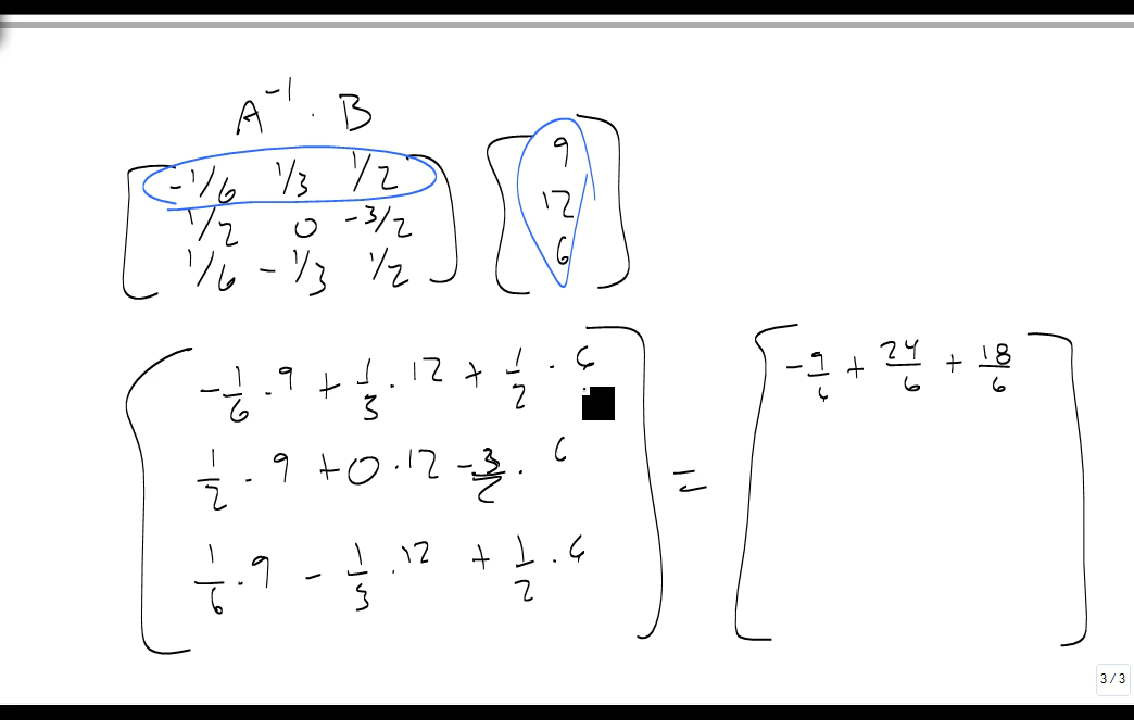 A⁻¹ · B
-1/6 1/3 1/2
1/2 0 -3/2
1/6 -1/3 1/2
9
12
6
-1/6 · 9 + 1/3 · 12 + 1/2 · 6
1/2 · 9 + 0 · 12 - 3/2 · 6
1/6 · 9 - 1/3 · 12 + 1/2 · 6
=
-9/6 + 24/6 + 18/6
3/3